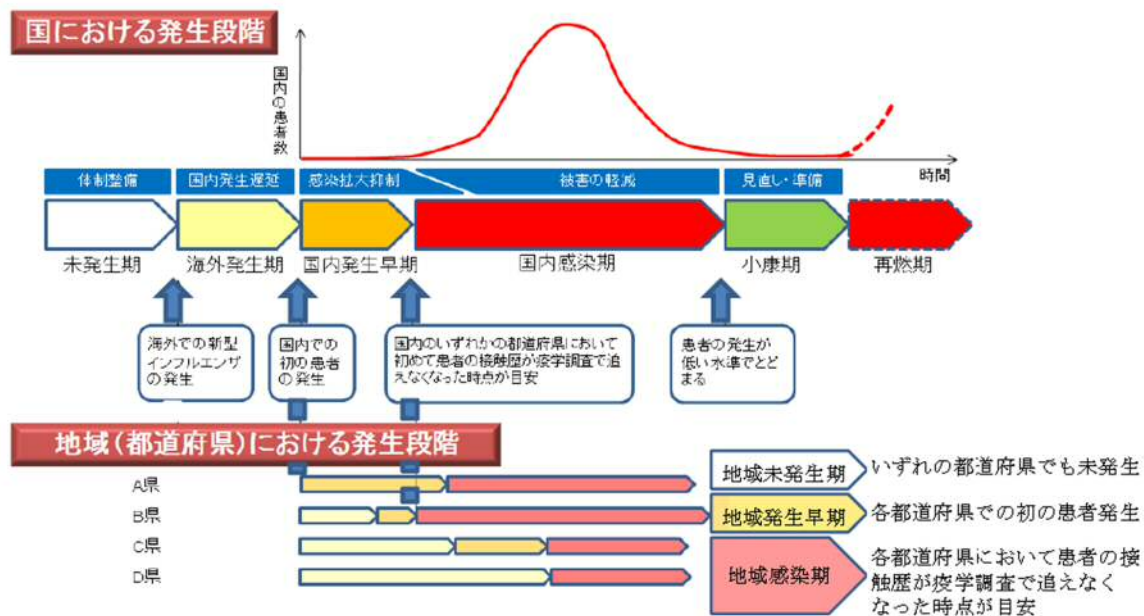 国における発生段階
国内の患者数
時間
体制整備
国内発生遅延
感染拡大抑制
被害の軽減
見直し・準備
未発生期
海外発生期
国内発生早期
国内感染期
小康期
再燃期
海外での新型
インフルエンザ
の発生
国内での
初の患者
の発生
国内のいずれかの都道府県において
初めて患者の接触歴が疫学調査で追
えなくなった時点が目安
患者の発生が
低い水準でとど
まる
地域(都道府県)における発生段階
A県
B県
C県
D県
地域未発生期
いずれの都道府県でも未発生
地域発生早期
各都道府県での初の患者発生
地域感染期
各都道府県において患者の接
触歴が疫学調査で追えなく
なった時点が目安